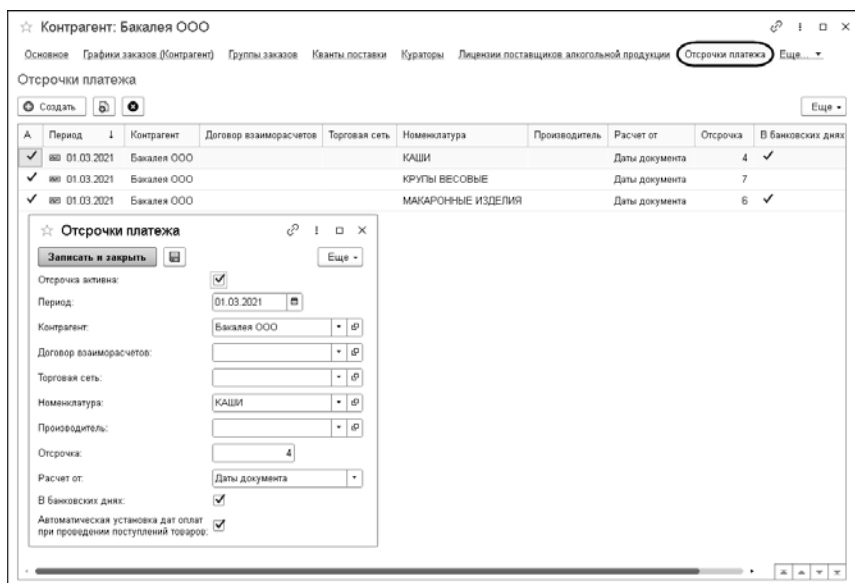 Контрагент: Бакалея ООО
Основное Графики заказов (Контрагент) Группы заказов Кванты поставки Кураторы Лицензии поставщиков алкогольной продукции Отсрочки платежа Еще...
Отсрочки платежа
Создать Еще
А Период ↓ Контрагент Договор взаиморасчетов Торговая сеть Номенклатура Производитель Расчет от Отсрочка В банковских днях
01.03.2021 Бакалея ООО КАШИ Даты документа 4
01.03.2021 Бакалея ООО КРУПЫ ВЕСОВЫЕ Даты документа 7
01.03.2021 Бакалея ООО МАКАРОННЫЕ ИЗДЕЛИЯ Даты документа 6
Отсрочки платежа
Записать и закрыть Еще
Отсрочка активна:
Период: 01.03.2021
Контрагент: Бакалея ООО
Договор взаиморасчетов:
Торговая сеть:
Номенклатура: КАШИ
Производитель:
Отсрочка: 4
Расчет от: Даты документа
В банковских днях:
Автоматическая установка дат оплат
при проведении поступлений товаров: